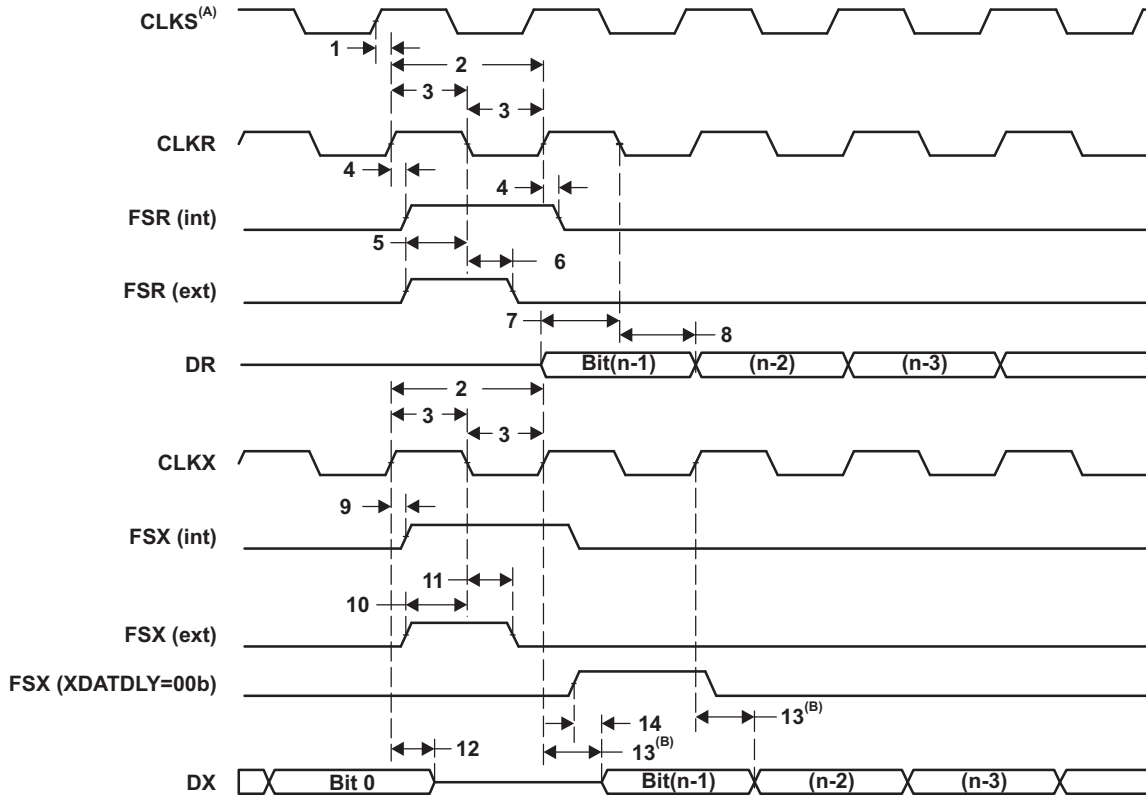 CLKS(A)
1
2
3
3
CLKR
4
4
FSR (int)
5
6
FSR (ext)
7
8
DR
Bit(n-1)
(n-2)
(n-3)
2
3
3
CLKX
9
FSX (int)
11
10
FSX (ext)
FSX (XDATDLY=00b)
14
13(B)
12
13(B)
DX
Bit 0
Bit(n-1)
(n-2)
(n-3)